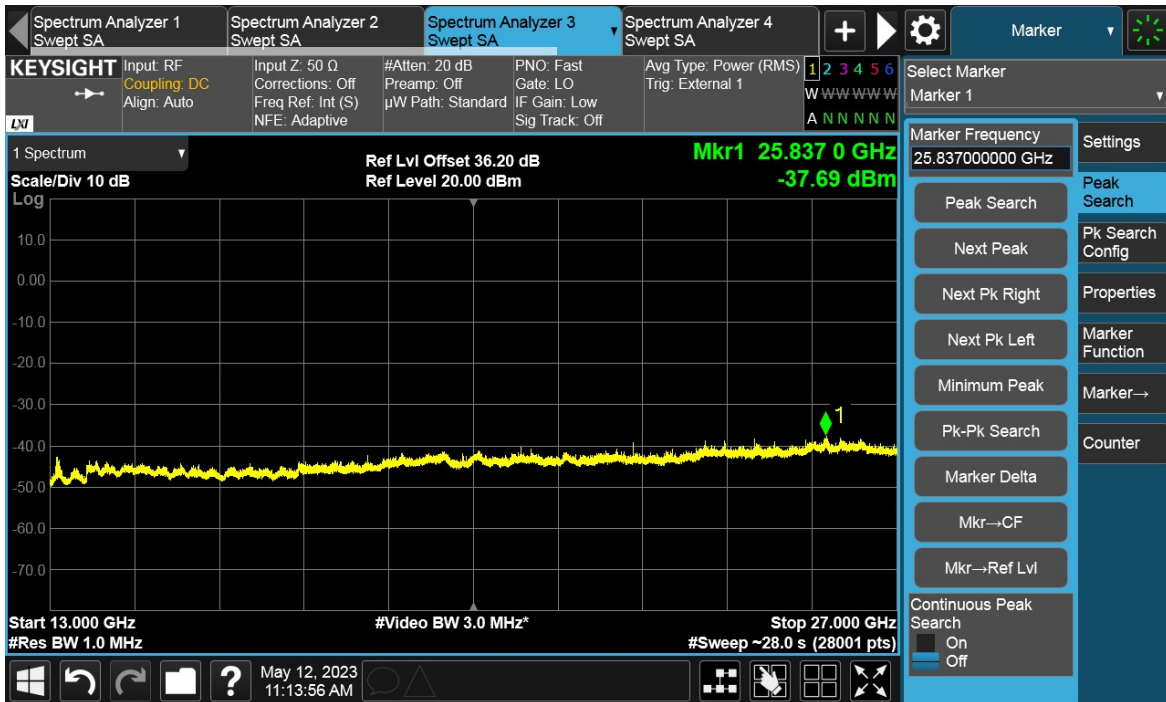 Spectrum Analyzer 1
Swept SA
Spectrum Analyzer 2
Swept SA
Spectrum Analyzer 3
Swept SA
Spectrum Analyzer 4
Swept SA
+
Marker
KEYSIGHT
LXI
Input: RF
Coupling: DC
Align: Auto
Input Z: 50 Ω
Corrections: Off
Freq Ref: Int (S)
NFE: Adaptive
#Atten: 20 dB
Preamp: Off
µW Path: Standard
PNO: Fast
Gate: LO
IF Gain: Low
Sig Track: Off
Avg Type: Power (RMS)
Trig: External 1
1 2 3 4 5 6
W W W W W W
A N N N N N
Select Marker
Marker 1
1 Spectrum
Scale/Div 10 dB
Log
Ref Lvl Offset 36.20 dB
Ref Level 20.00 dBm
Mkr1 25.837 0 GHz
-37.69 dBm
10.0
0.00
-10.0
-20.0
-30.0
-40.0
-50.0
-60.0
-70.0
1
Start 13.000 GHz
#Res BW 1.0 MHz
#Video BW 3.0 MHz*
Stop 27.000 GHz
#Sweep ~28.0 s (28001 pts)
Marker Frequency
25.837000000 GHz
Peak Search
Next Peak
Next Pk Right
Next Pk Left
Minimum Peak
Pk-Pk Search
Marker Delta
Mkr→CF
Mkr→Ref Lvl
Continuous Peak
Search
On
Off
Settings
Peak
Search
Pk Search
Config
Properties
Marker
Function
Marker→
Counter
?
May 12, 2023
11:13:56 AM